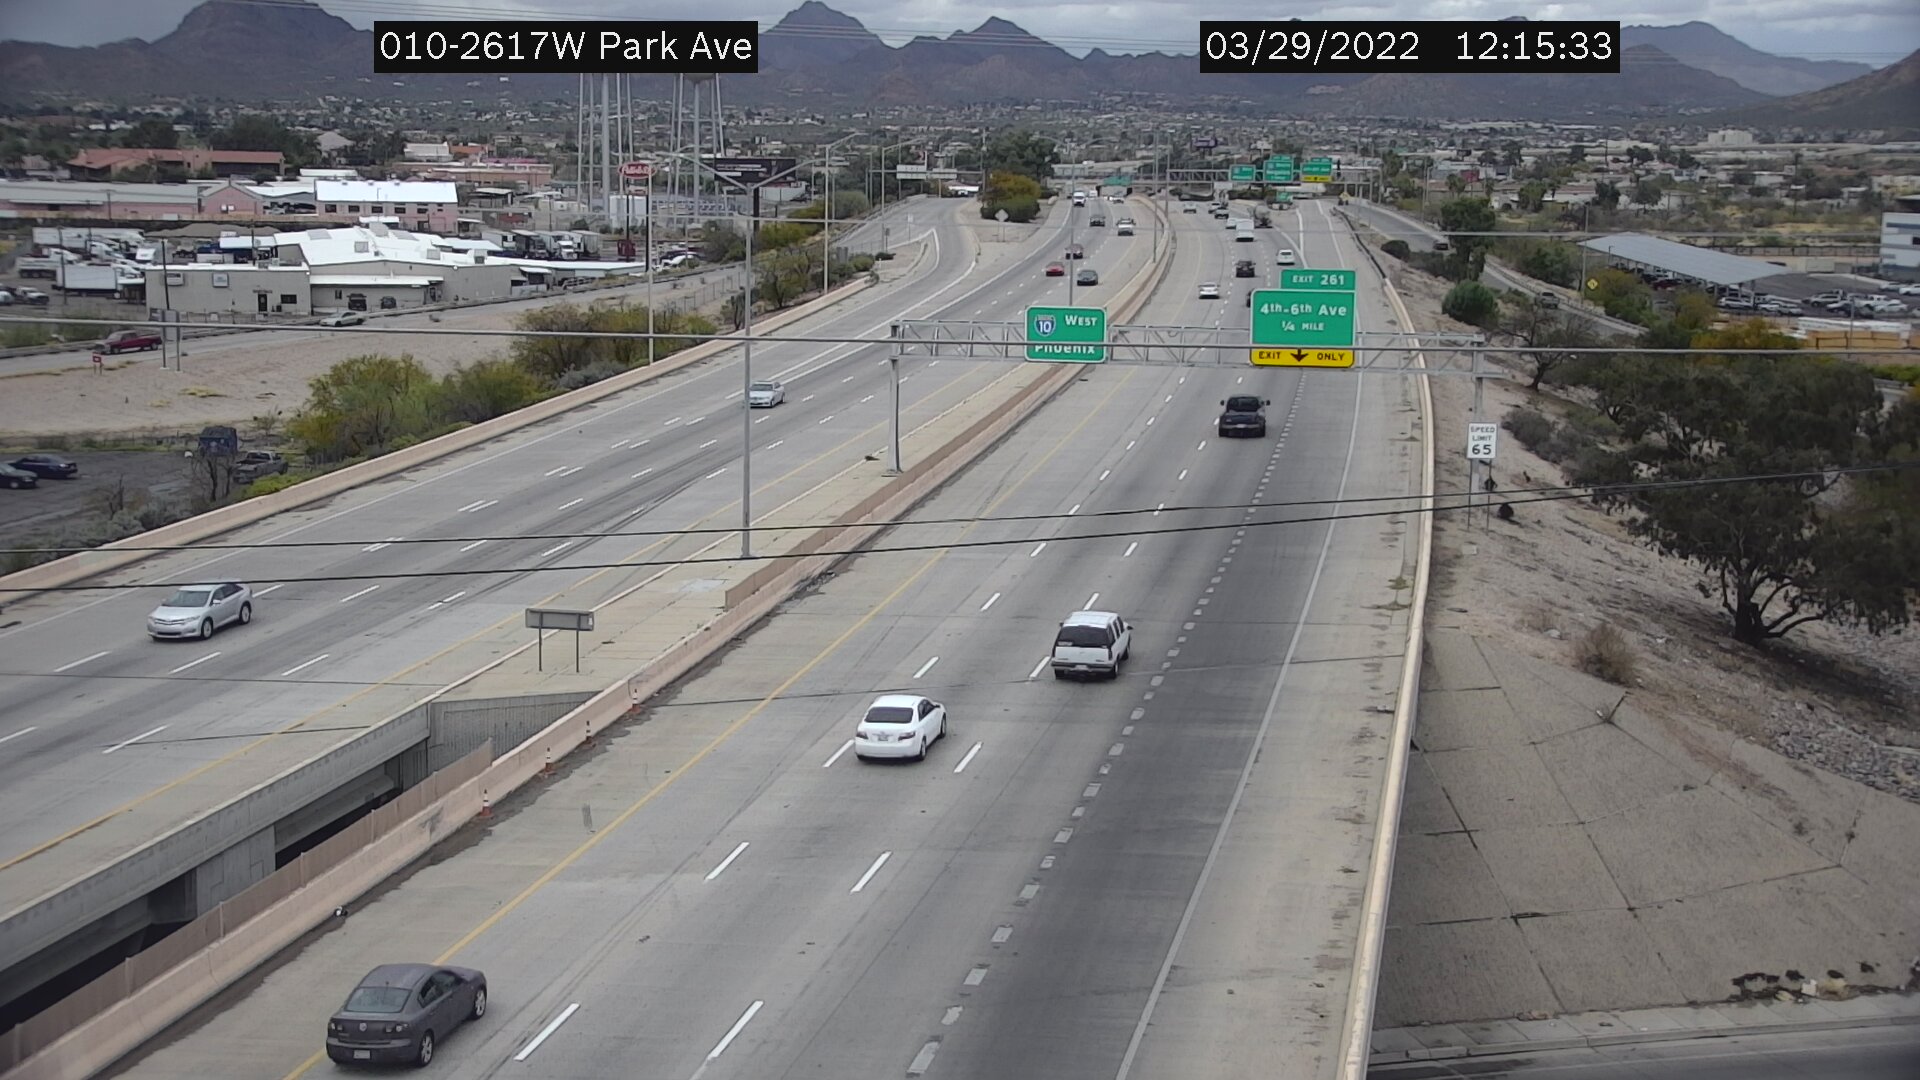 010-2617W Park Ave
03/29/2022 12:15:33
EXIT 261
10 WEST
Phoenix
4th-6th Ave
1/4 MILE
EXIT ONLY
SPEED
LIMIT
65